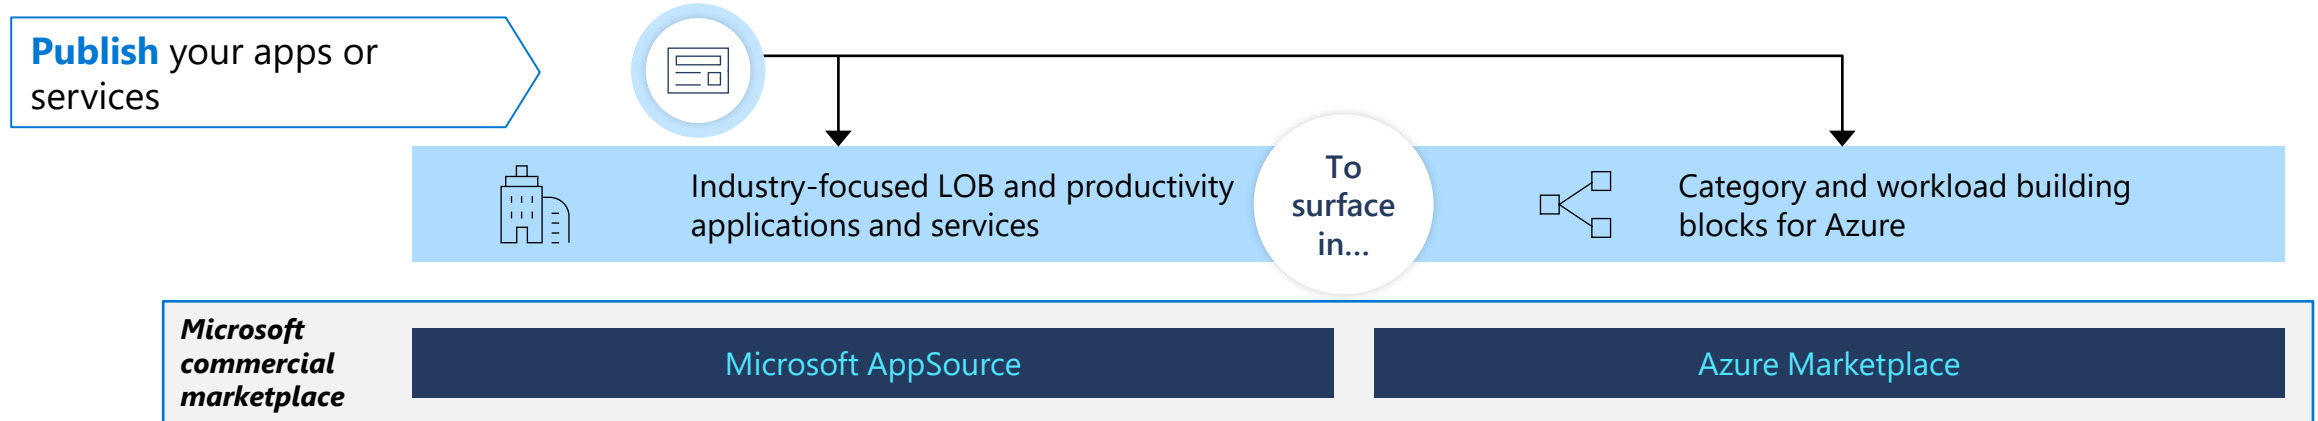 Publish your apps or
services
Industry-focused LOB and productivity
applications and services
To
surface
in...
Category and workload building
blocks for Azure
Microsoft
commercial
marketplace
Microsoft AppSource
Azure Marketplace